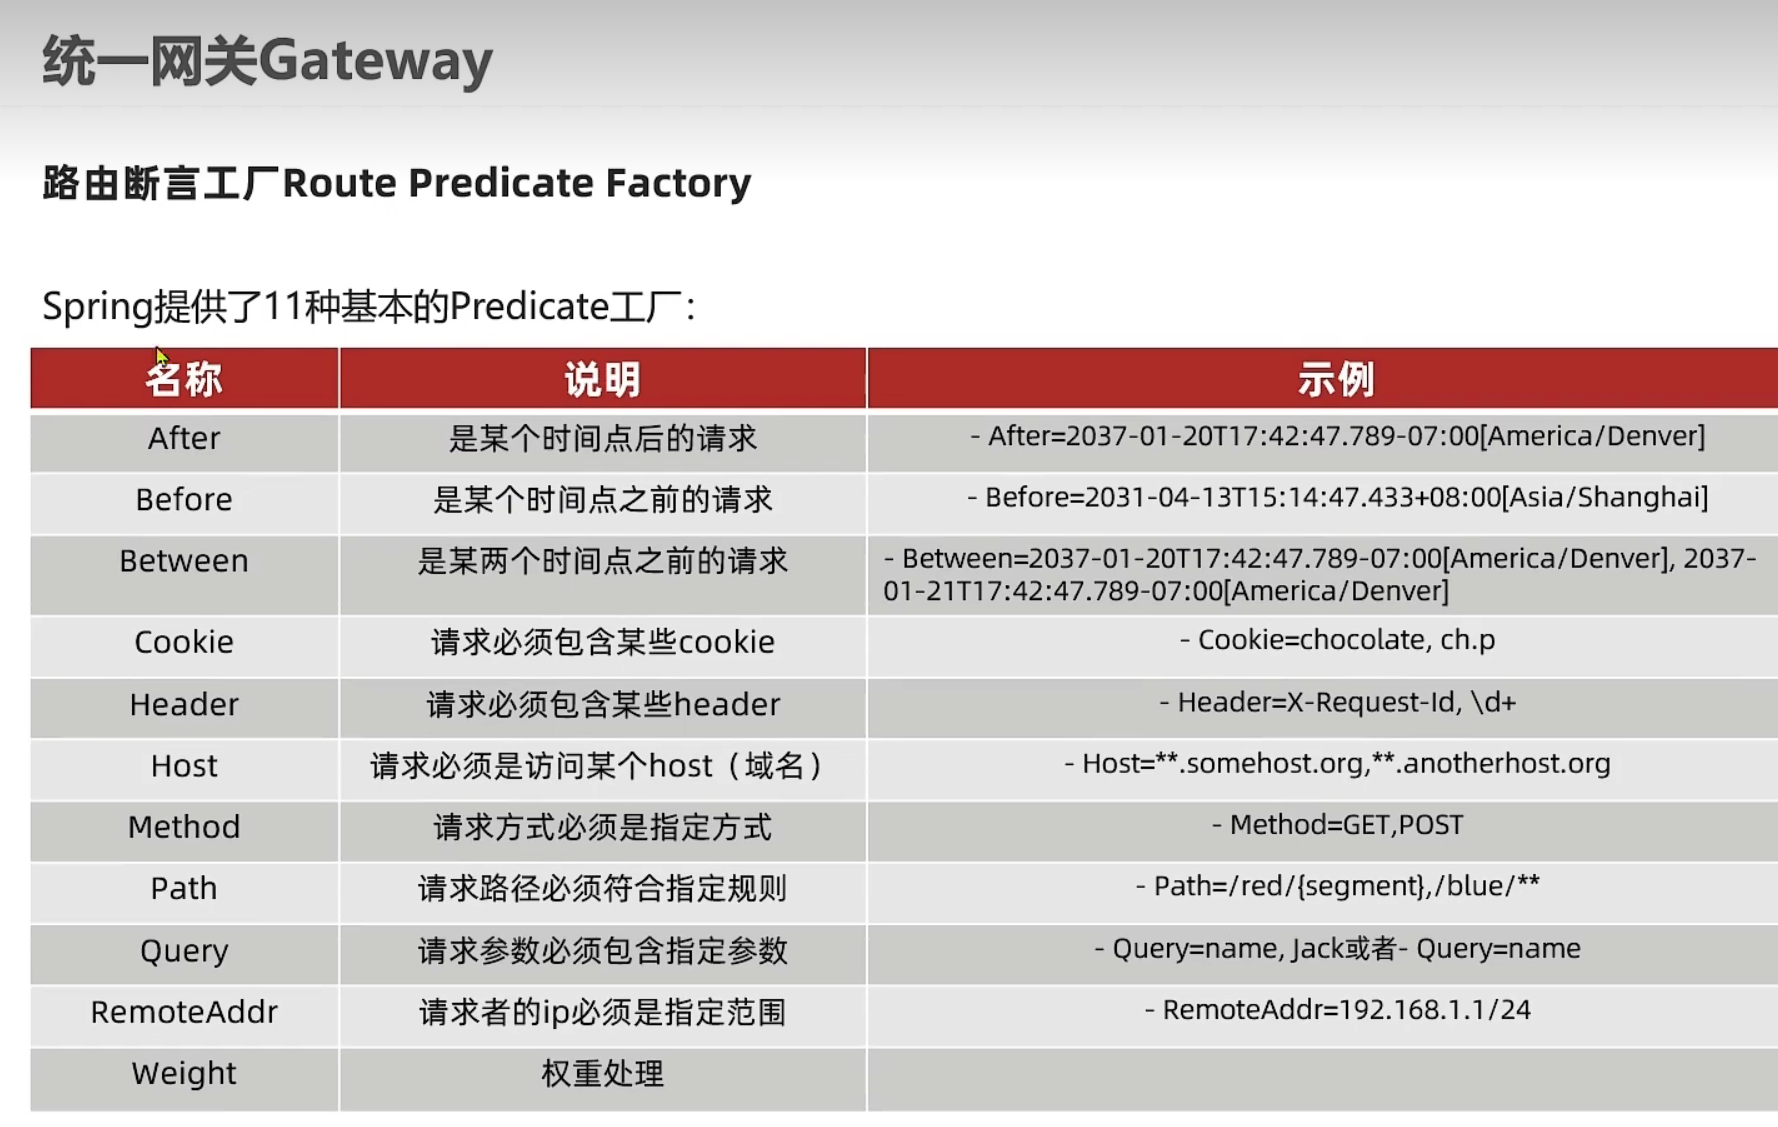 统一网关Gateway
路由断言工厂Route Predicate Factory
Spring提供了11种基本的Predicate工厂：
名称 说明 示例
After 是某个时间点后的请求 - After=2037-01-20T17:42:47.789-07:00[America/Denver]
Before 是某个时间点之前的请求 - Before=2031-04-13T15:14:47.433+08:00[Asia/Shanghai]
Between 是某两个时间点之前的请求 - Between=2037-01-20T17:42:47.789-07:00[America/Denver], 2037-
01-21T17:42:47.789-07:00[America/Denver]
Cookie 请求必须包含某些cookie - Cookie=chocolate, ch.p
Header 请求必须包含某些header - Header=X-Request-Id, \d+
Host 请求必须是访问某个host（域名） - Host=**.somehost.org,**.anotherhost.org
Method 请求方式必须是指定方式 - Method=GET,POST
Path 请求路径必须符合指定规则 - Path=/red/{segment},/blue/**
Query 请求参数必须包含指定参数 - Query=name, Jack或者- Query=name
RemoteAddr 请求者的ip必须是指定范围 - RemoteAddr=192.168.1.1/24
Weight 权重处理